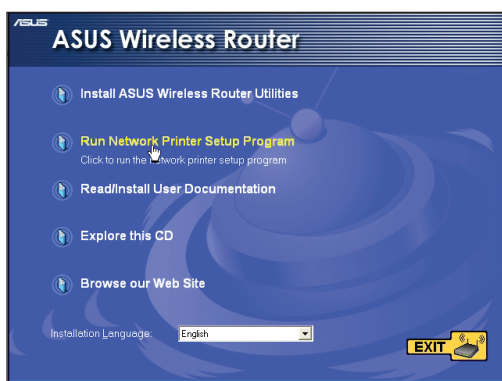 ASUS
ASUS Wireless Router
Install ASUS Wireless Router Utilities
Run Network Printer Setup Program
Click to run the network printer setup program
Read/Install User Documentation
Explore this CD
Browse our Web Site
Installation Language: English
EXIT